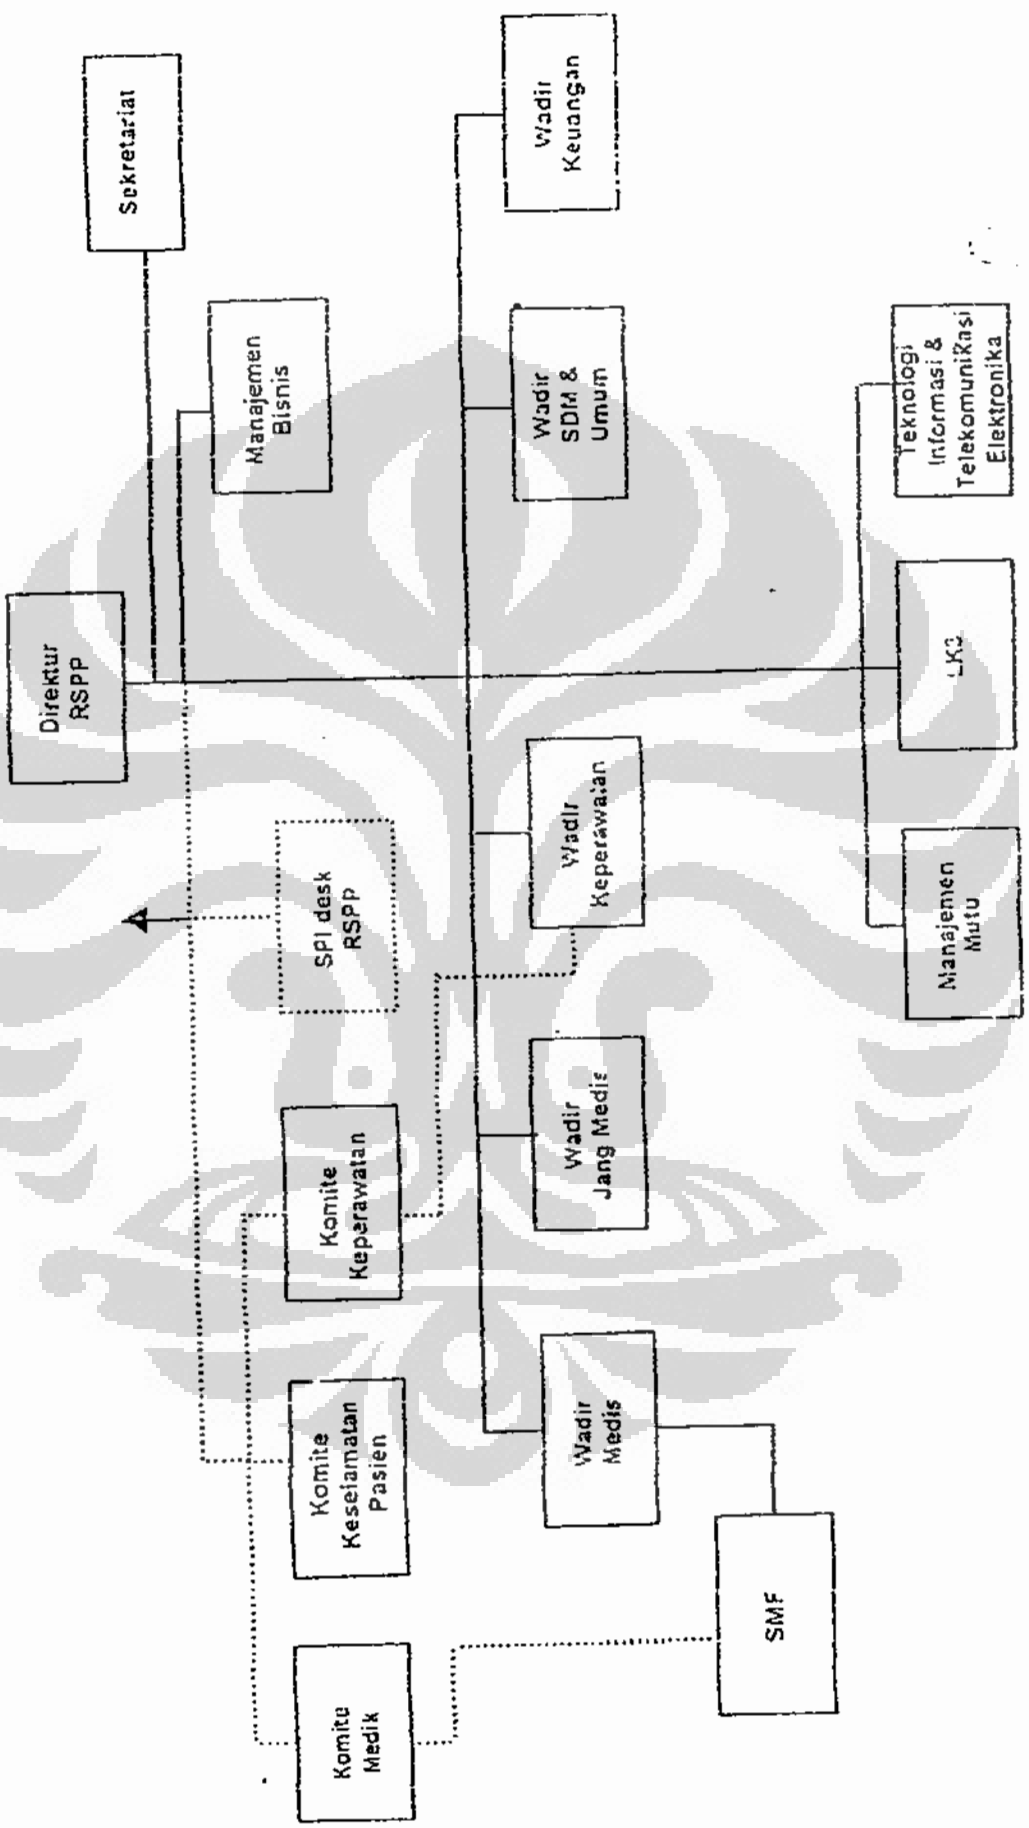 Direktur
RSPP
Sekretariat
Manajemen
Bisnis
SPI desk
RSPP
Komite
Keperawatan
Komite
Keselamatan
Pasien
Komite
Medik
Wadir
Medis
Wadir
Jang Medis
Wadir
Keperawatan
Wadir
SDM &
Umum
Wadir
Keuangan
SMF
Manajemen
Mutu
Teknologi
Informasi &
Telekomunikasi
Elektronika